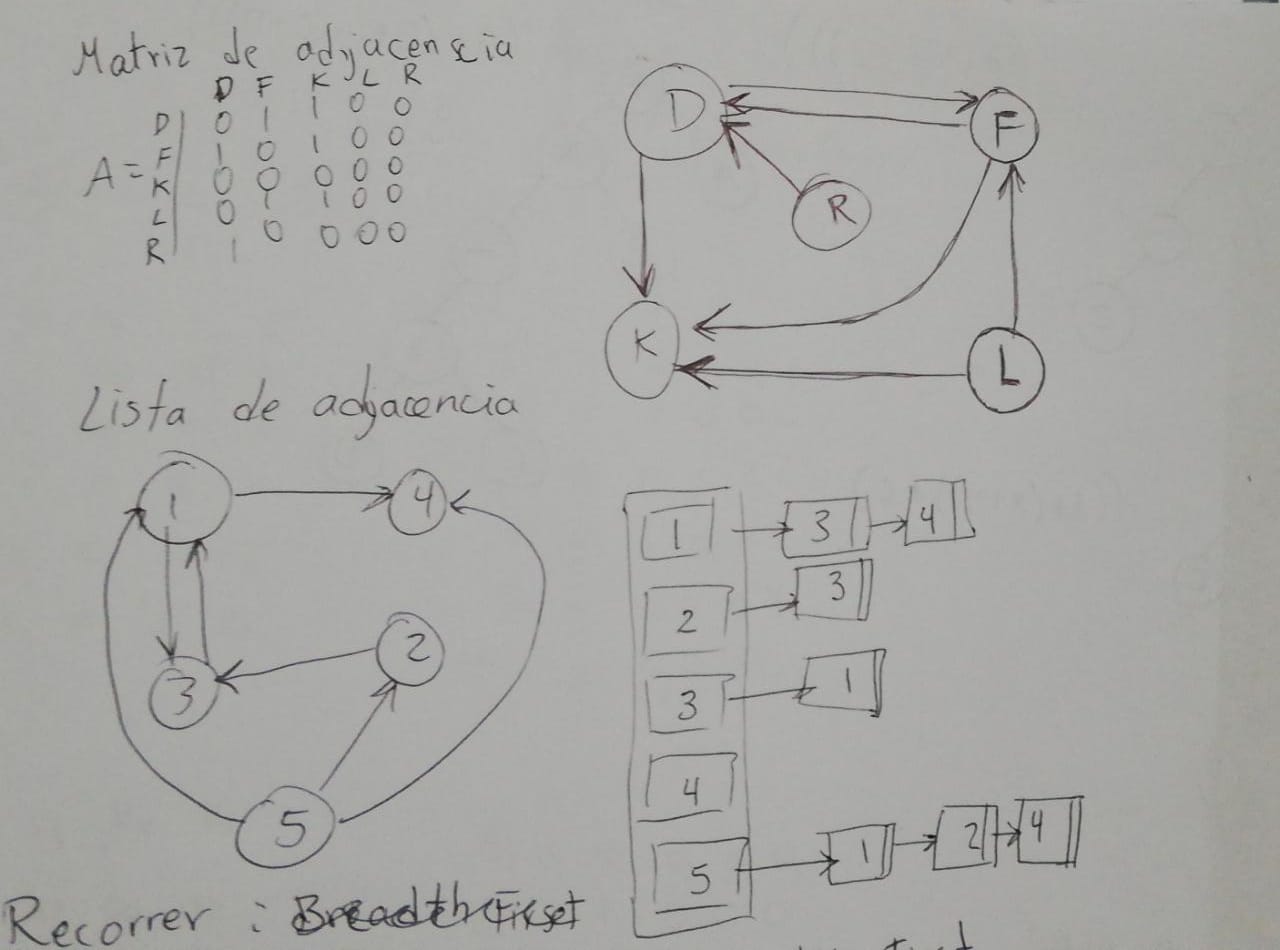 Matriz de adyacencia
D F K L R
D 0 1 1 0 0
F 1 0 1 0 0
A = K 0 0 0 0 0
L 0 1 1 0 0
R 1 0 0 0 0
D
F
R
K
L
Lista de adyacencia
1
4
3
2
5
1 3 4
2 3
3 1
4
5 1 2 4
Recorrer : Breadth First